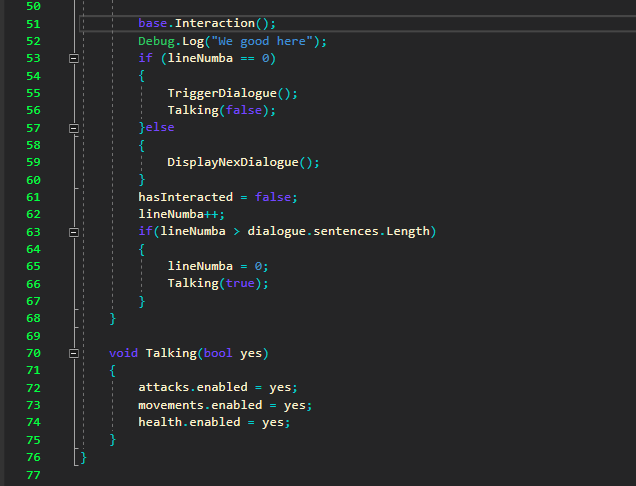 50
51 base.Interaction();
52 Debug.Log("We good here");
53 if (lineNumba == 0)
54 {
55 TriggerDialogue();
56 Talking(false);
57 }else
58 {
59 DisplayNexDialogue();
60 }
61 hasInteracted = false;
62 lineNumba++;
63 if(lineNumba > dialogue.sentences.Length)
64 {
65 lineNumba = 0;
66 Talking(true);
67 }
68 }
69
70 void Talking(bool yes)
71 {
72 attacks.enabled = yes;
73 movements.enabled = yes;
74 health.enabled = yes;
75 }
76 }
77